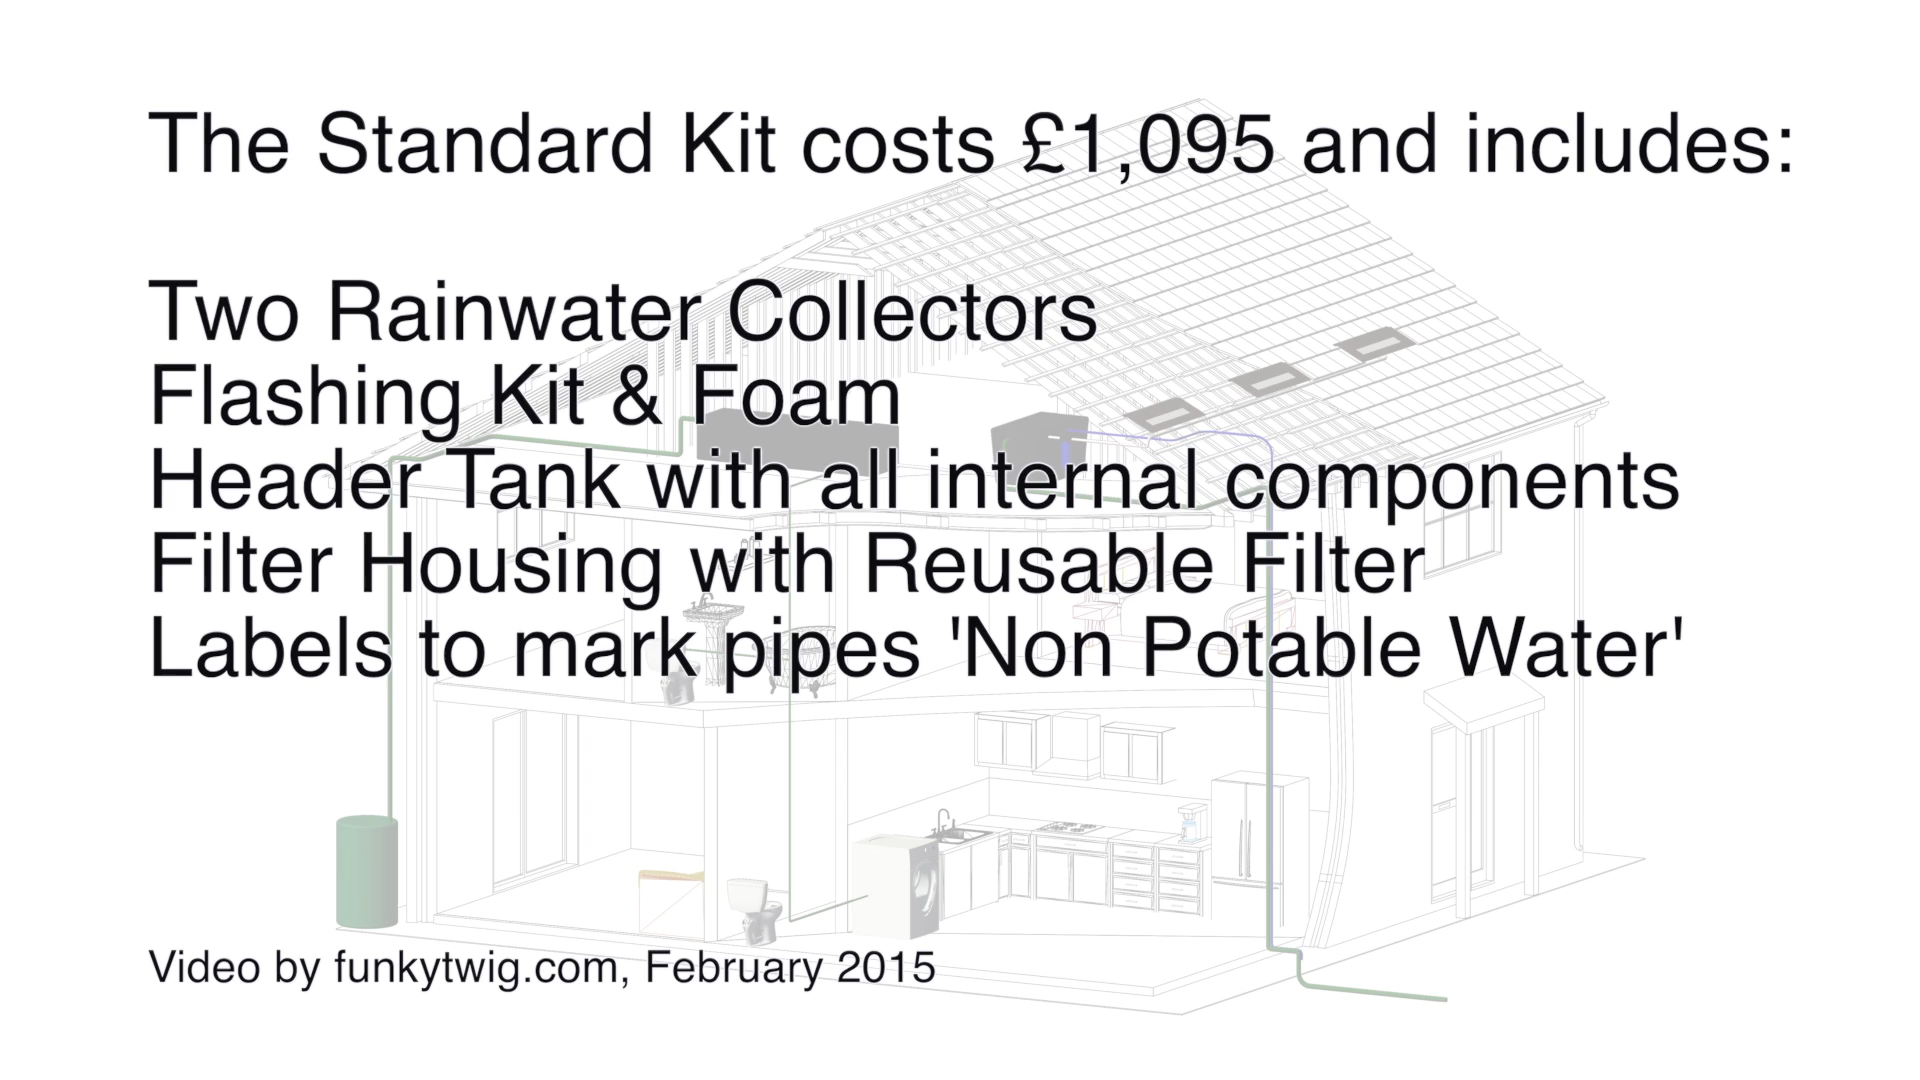 The Standard Kit costs £1,095 and includes:
Two Rainwater Collectors
Flashing Kit & Foam
Header Tank with all internal components
Filter Housing with Reusable Filter
Labels to mark pipes 'Non Potable Water'
Video by funkytwig.com, February 2015